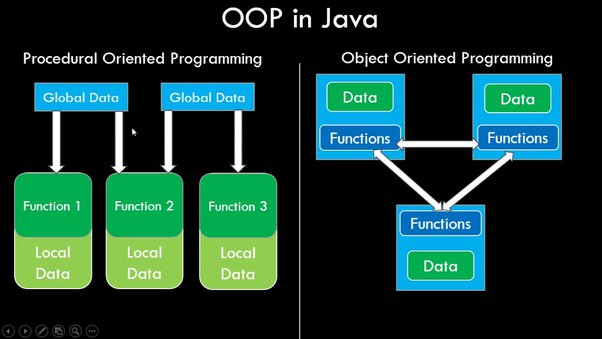 OOP in Java
Procedural Oriented Programming
Global Data
Global Data
Function 1
Function 2
Function 3
Local
Data
Local
Data
Local
Data
Object Oriented Programming
Data
Functions
Data
Functions
Functions
Data